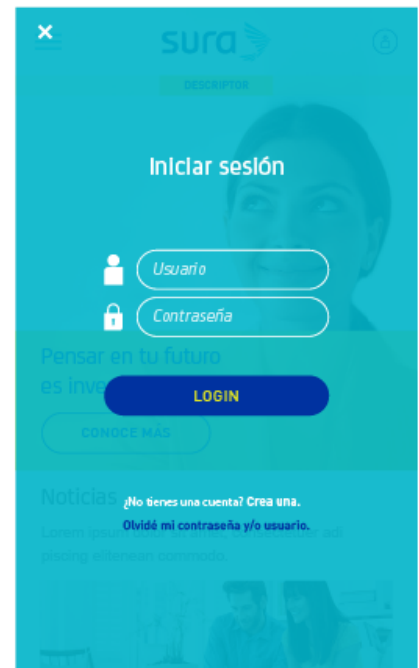 sura
DESCRIPTOR
Iniciar sesión
Usuario
Contraseña
Pensar en tu futuro
es inve
LOGIN
CONOCE MÁS
Noticias
¿No tienes una cuenta? Crea una.
Lorem ipsum
adi
Olvidé mi contraseña y/o usuario.
piscing elitenean commodo.